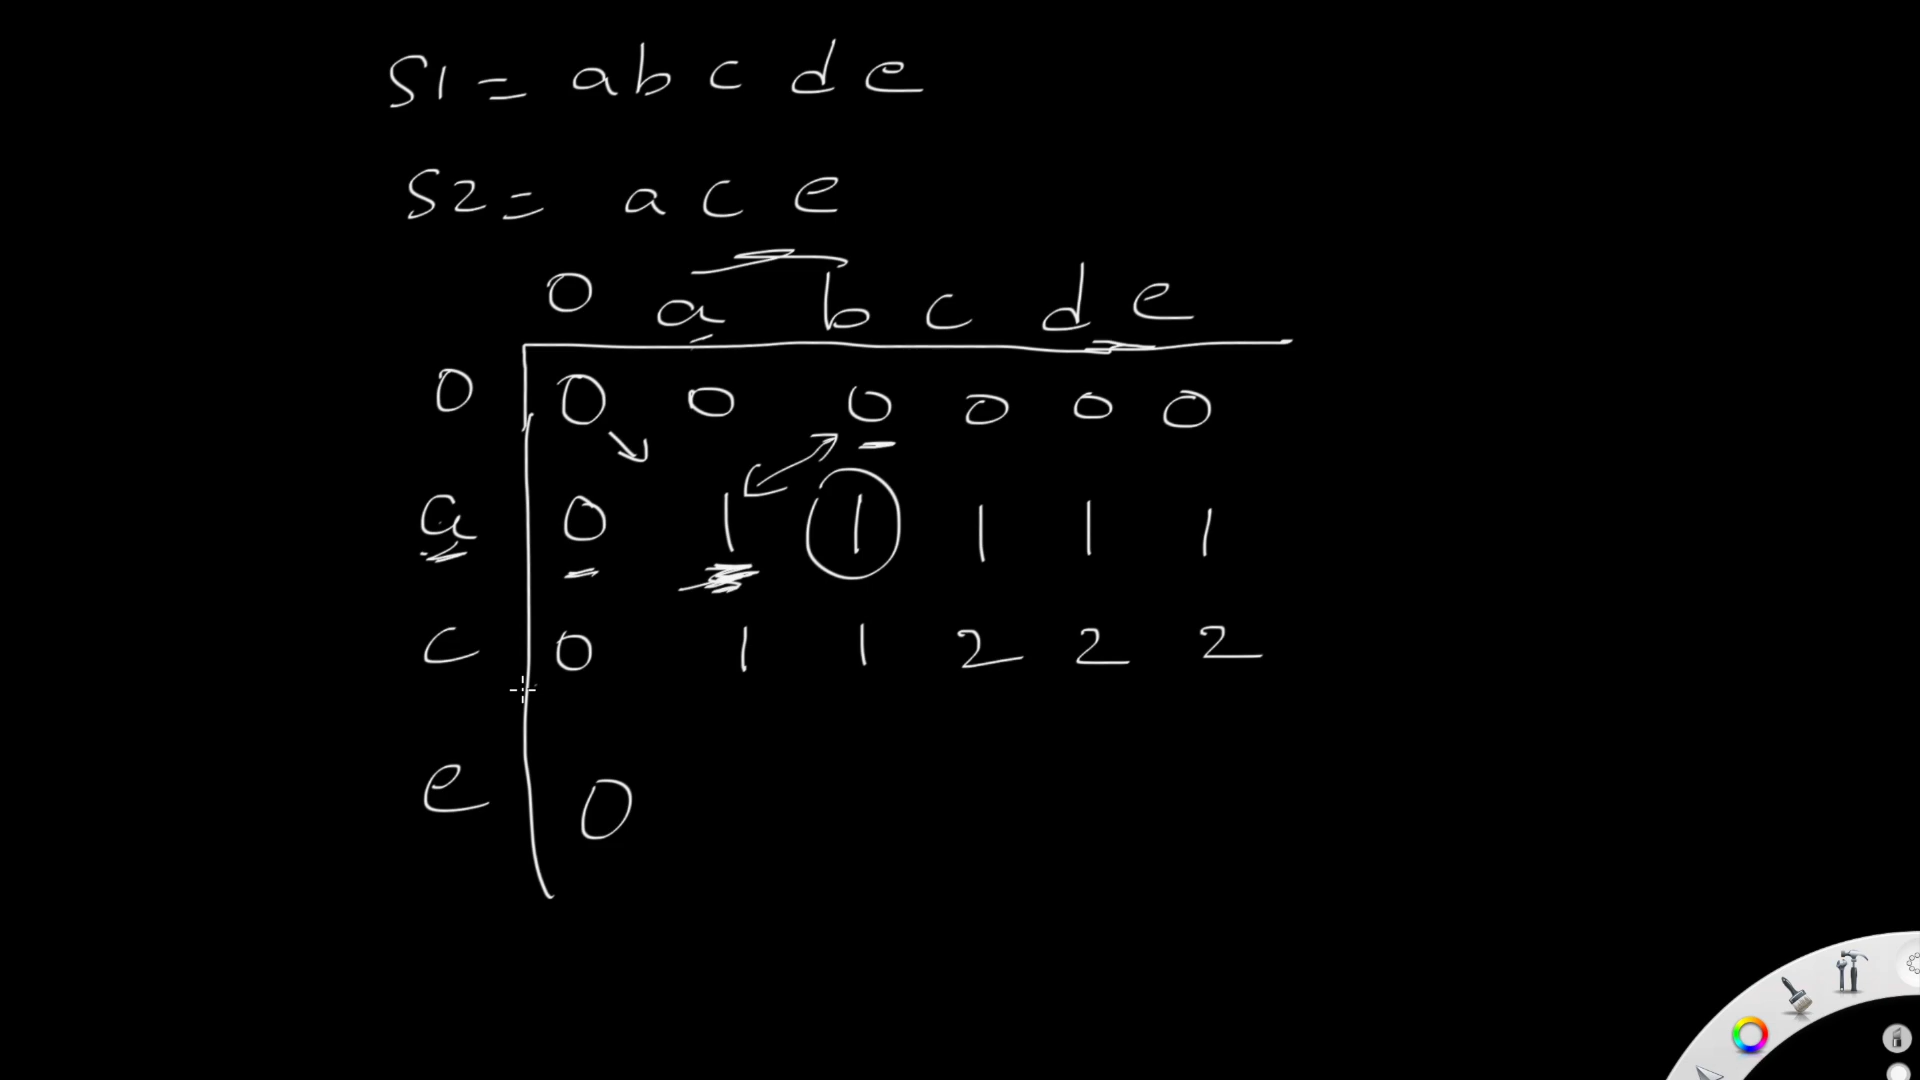 S1 = a b c d e
S2 = a c e
0 a b c d e
0 0 0 0 0 0 0
a 0 1 1 1 1 1
c 0 1 1 2 2 2
e 0